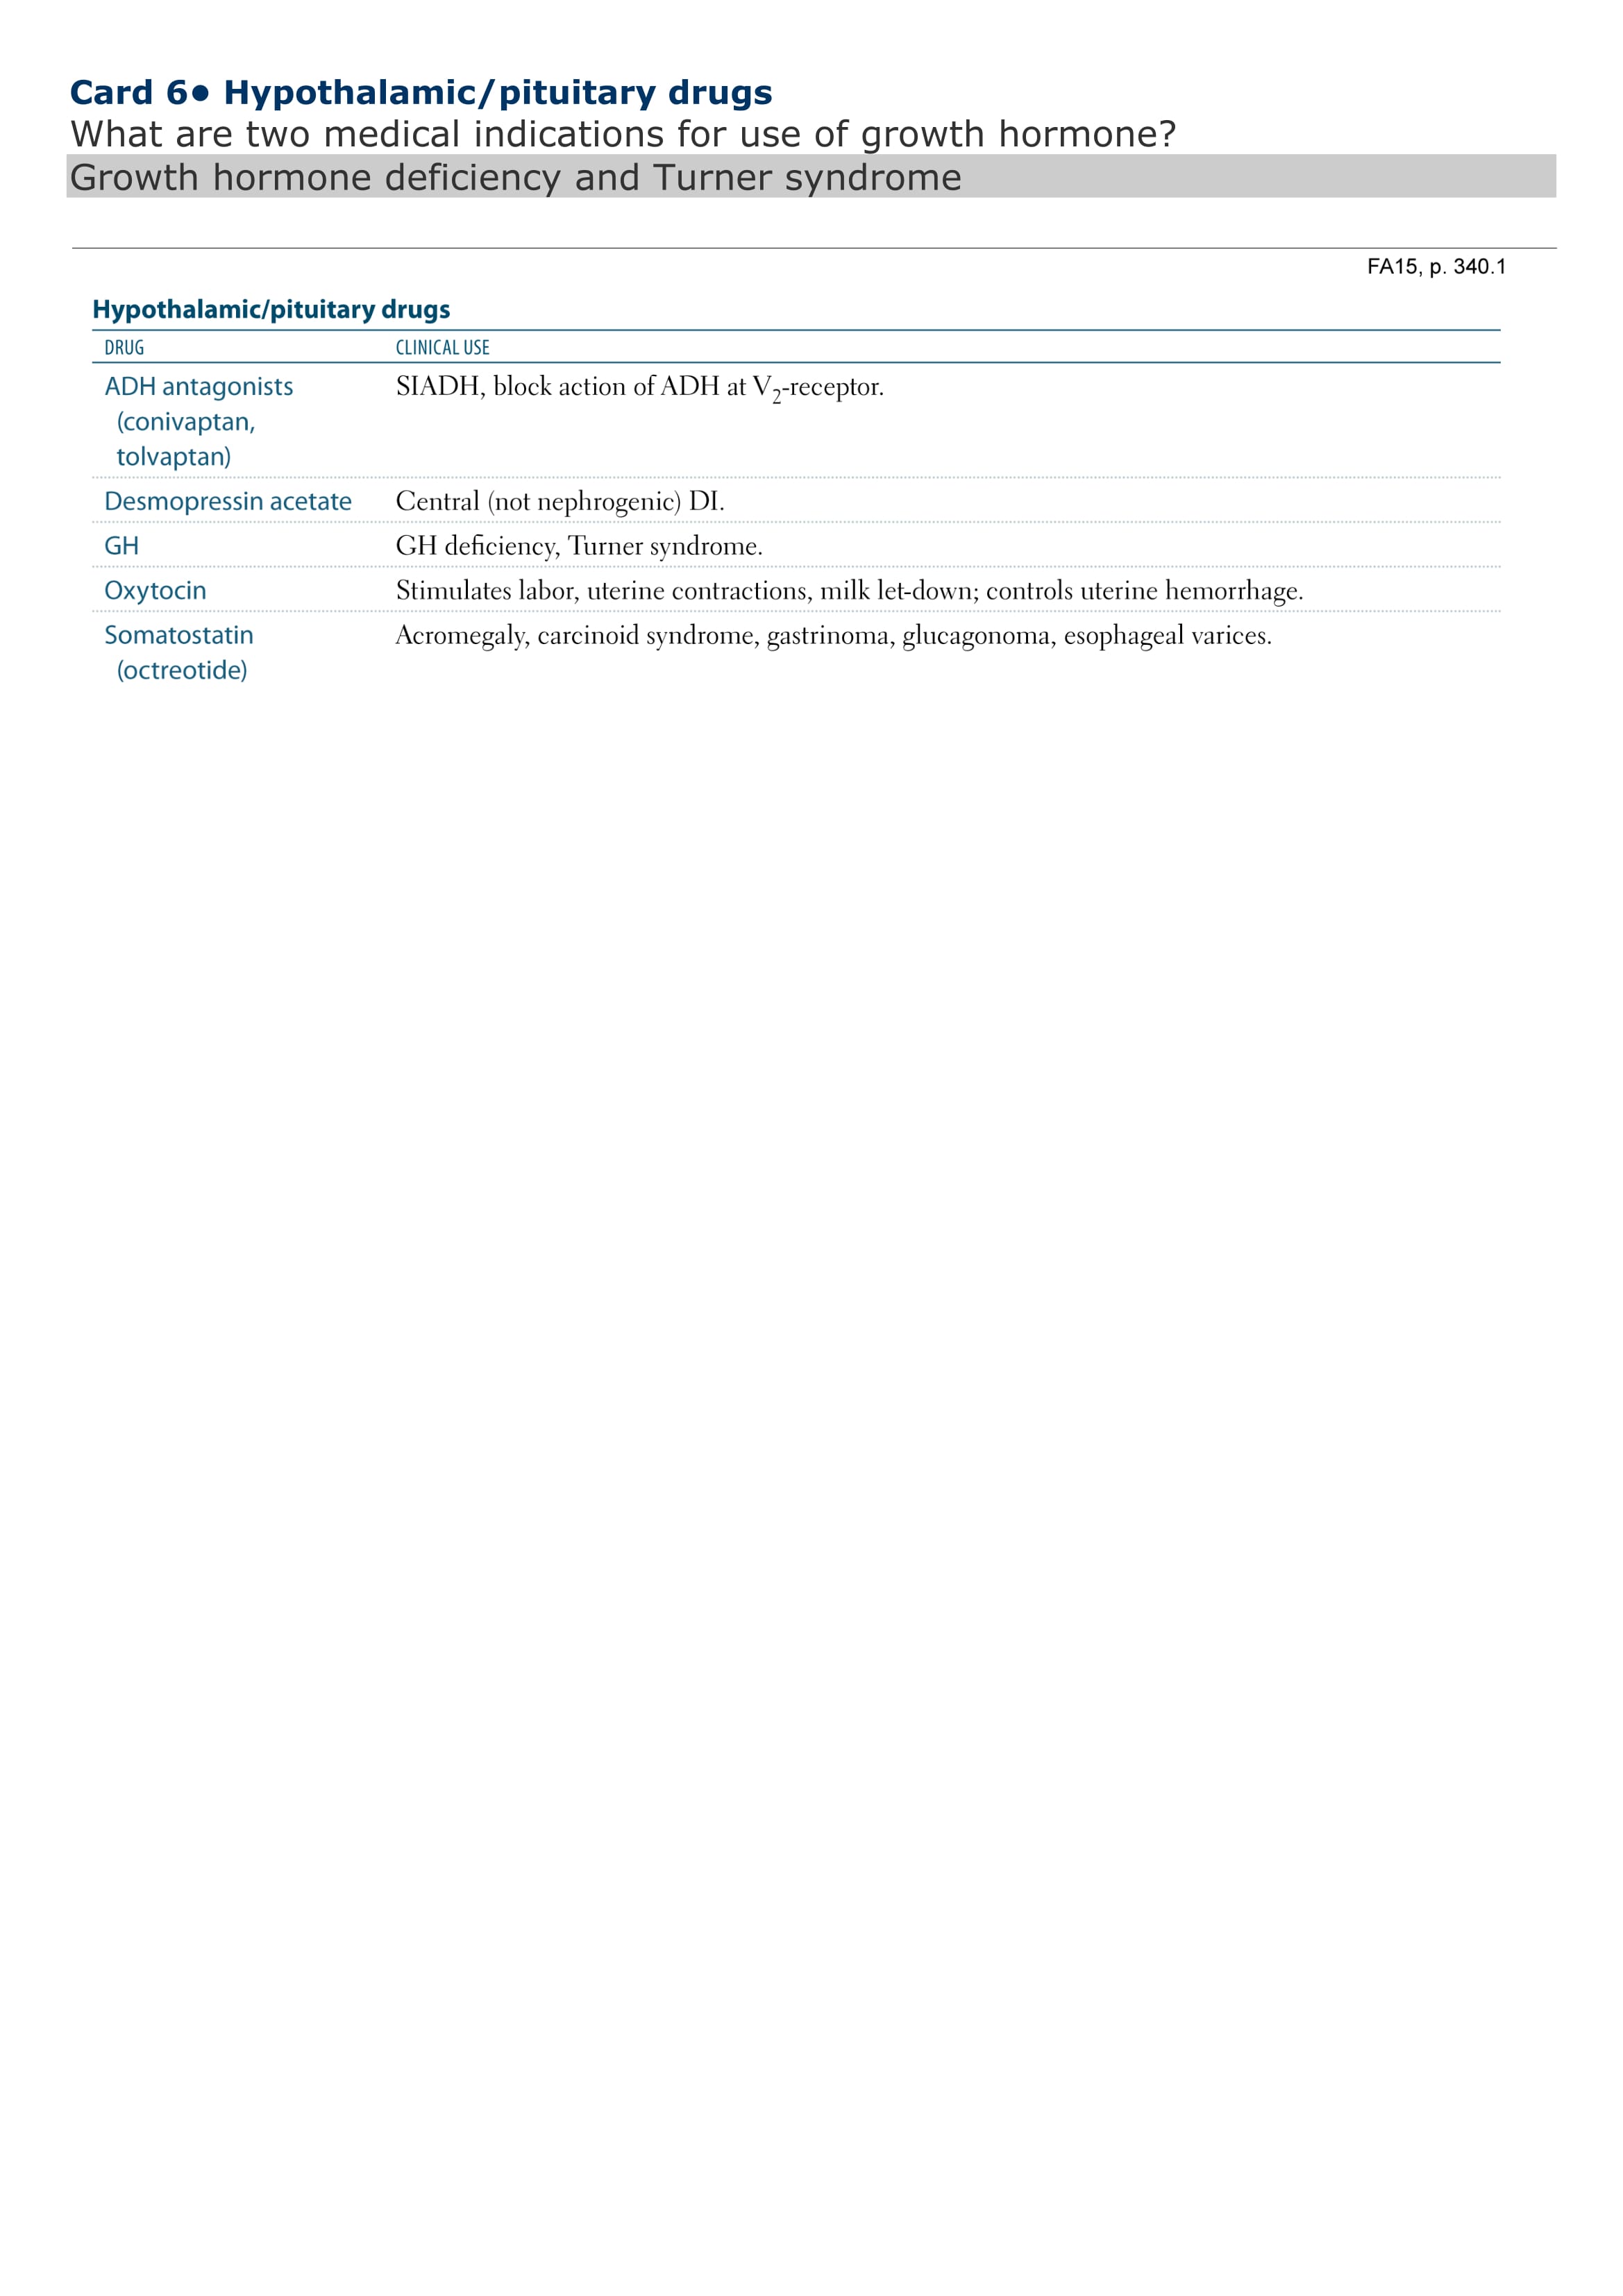 Card 6● Hypothalamic/pituitary drugs
What are two medical indications for use of growth hormone?
Growth hormone deficiency and Turner syndrome
FA15, p. 340.1
Hypothalamic/pituitary drugs
DRUG CLINICAL USE
ADH antagonists SIADH, block action of ADH at V₂-receptor.
(conivaptan,
tolvaptan)
Desmopressin acetate Central (not nephrogenic) DI.
GH GH deficiency, Turner syndrome.
Oxytocin Stimulates labor, uterine contractions, milk let-down; controls uterine hemorrhage.
Somatostatin Acromegaly, carcinoid syndrome, gastrinoma, glucagonoma, esophageal varices.
(octreotide)